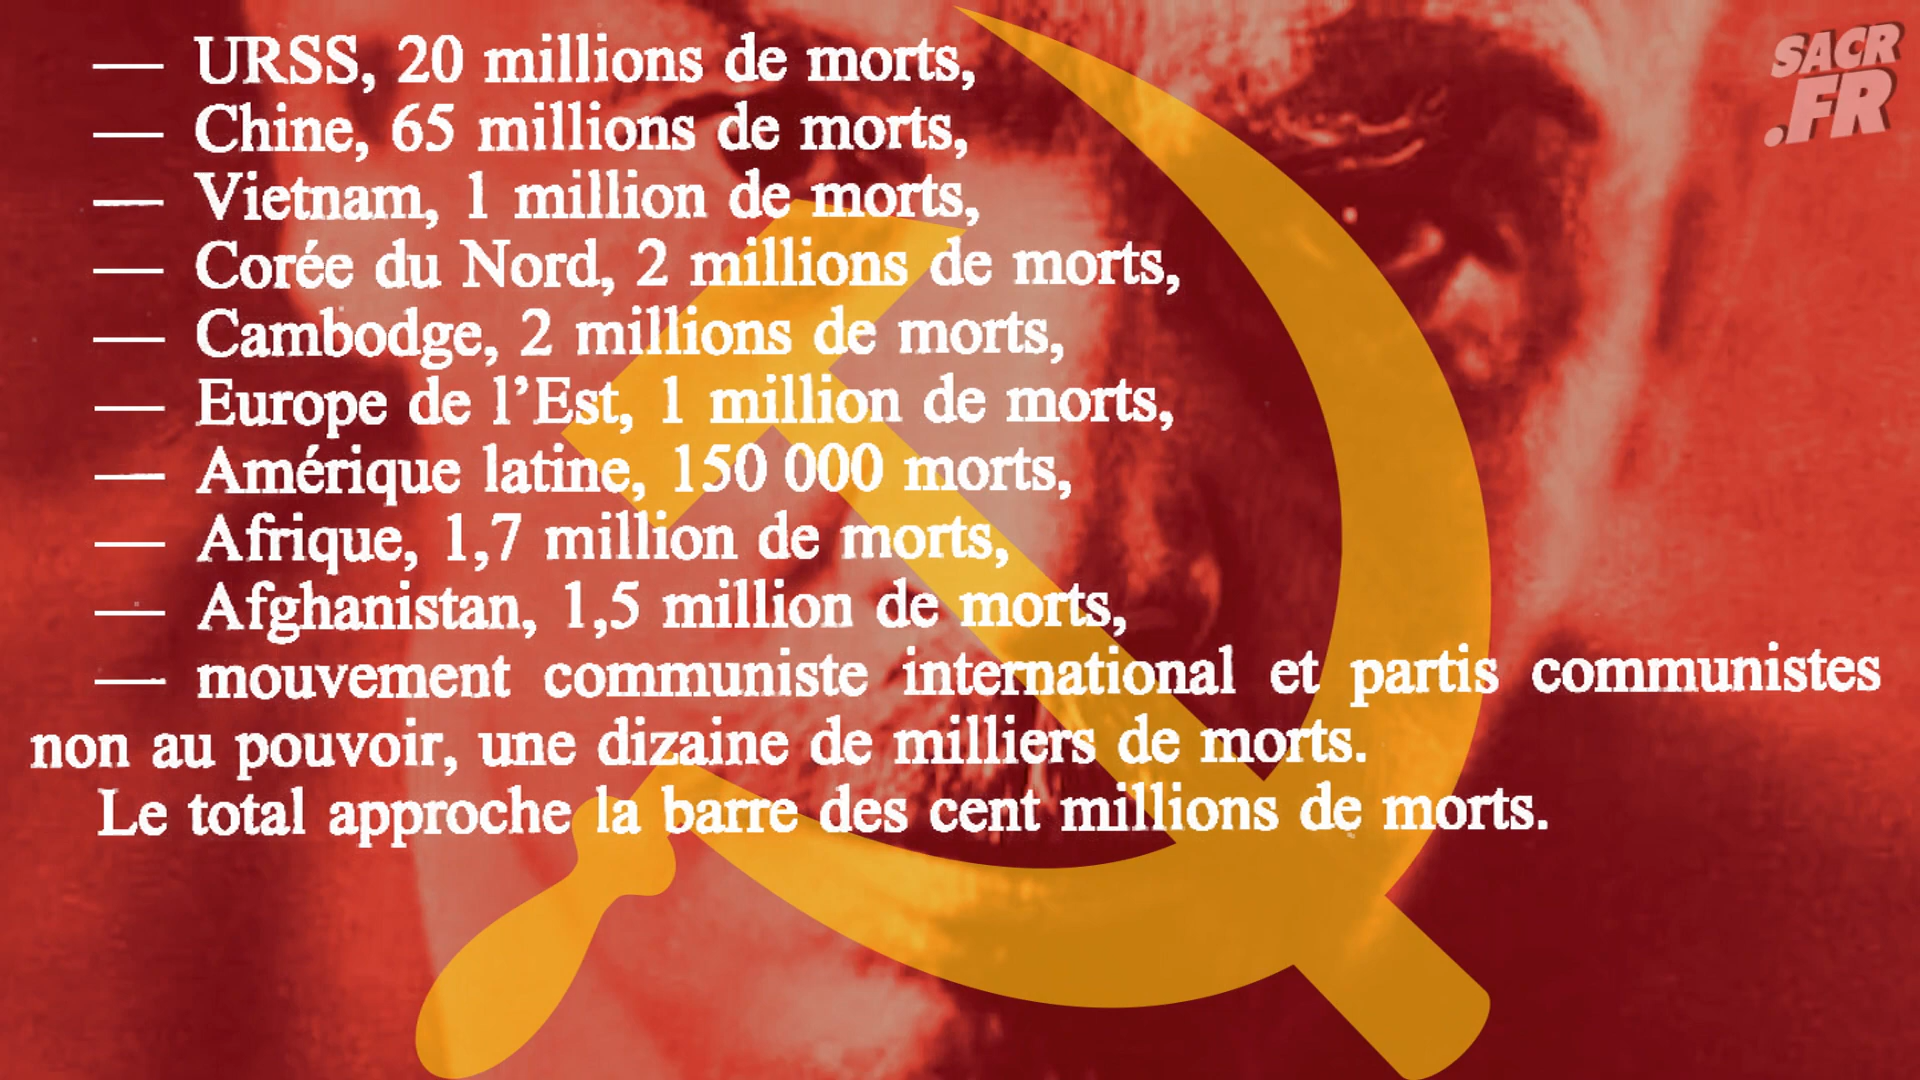 — URSS, 20 millions de morts,
— Chine, 65 millions de morts,
— Vietnam, 1 million de morts,
— Corée du Nord, 2 millions de morts,
— Cambodge, 2 millions de morts,
— Europe de l’Est, 1 million de morts,
— Amérique latine, 150 000 morts,
— Afrique, 1,7 million de morts,
— Afghanistan, 1,5 million de morts,
— mouvement communiste international et partis communistes
non au pouvoir, une dizaine de milliers de morts.
Le total approche la barre des cent millions de morts.
SACR
.FR